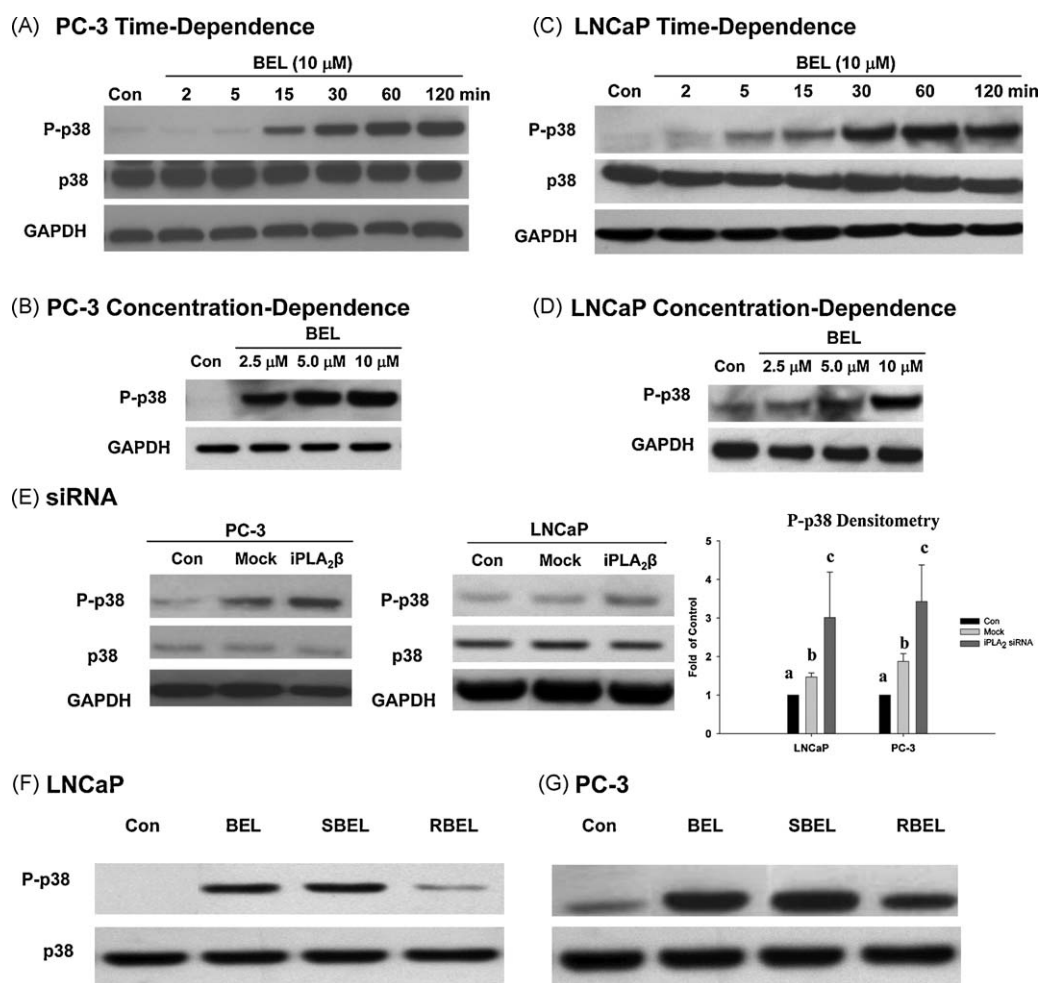 (A) PC-3 Time-Dependence
BEL (10 μM)
Con 2 5 15 30 60 120 min
P-p38
p38
GAPDH
(C) LNCaP Time-Dependence
BEL (10 μM)
Con 2 5 15 30 60 120 min
P-p38
p38
GAPDH
(B) PC-3 Concentration-Dependence
BEL
Con 2.5 μM 5.0 μM 10 μM
P-p38
GAPDH
(D) LNCaP Concentration-Dependence
BEL
Con 2.5 μM 5.0 μM 10 μM
P-p38
GAPDH
(E) siRNA
PC-3
Con Mock iPLA₂β
P-p38
p38
GAPDH
LNCaP
Con Mock iPLA₂β
P-p38
p38
GAPDH
P-p38 Densitometry
Fold of Control
5
4
3
2
1
0
a b c
a b c
LNCaP PC-3
Con
Mock
iPLA₂ siRNA
(F) LNCaP
Con BEL SBEL RBEL
P-p38
p38
(G) PC-3
Con BEL SBEL RBEL